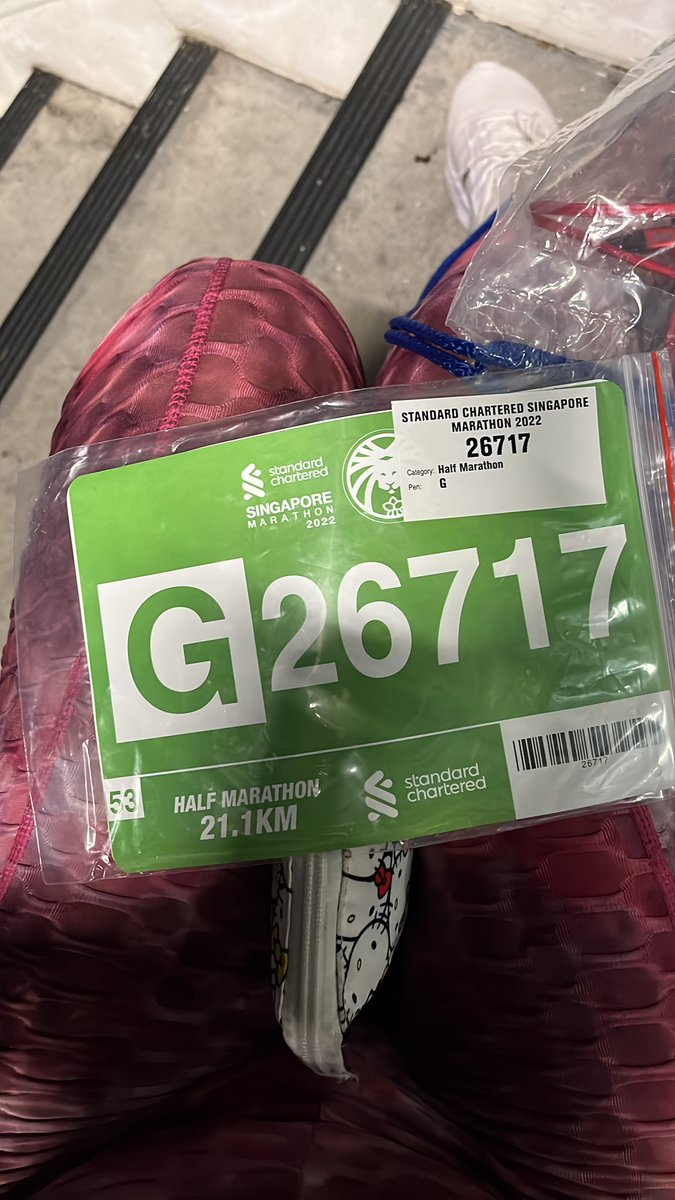 STANDARD CHARTERED SINGAPORE
MARATHON 2022
26717
Category: Half Marathon
Pen: G
standard
chartered
SINGAPORE
MARATHON
2022
G 26717
53
HALF MARATHON
21.1KM
standard
chartered
26717